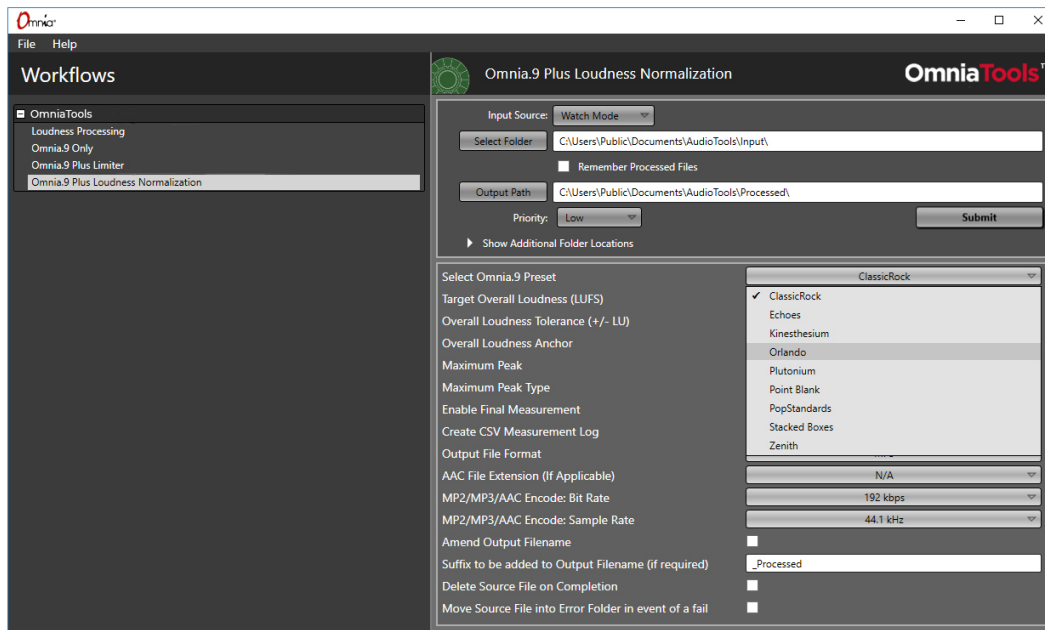 Omnia
File Help
Workflows
Omnia.9 Plus Loudness Normalization
OmniaTools
OmniaTools
Loudness Processing
Omnia.9 Only
Omnia.9 Plus Limiter
Omnia.9 Plus Loudness Normalization
Input Source: Watch Mode
Select Folder C:\Users\Public\Documents\AudioTools\Input\
Remember Processed Files
Output Path C:\Users\Public\Documents\AudioTools\Processed\
Priority: Low Submit
Show Additional Folder Locations
Select Omnia.9 Preset ClassicRock
Target Overall Loudness (LUFS)
Overall Loudness Tolerance (+/- LU)
Overall Loudness Anchor
Maximum Peak
Maximum Peak Type
Enable Final Measurement
Create CSV Measurement Log
Output File Format
✓ ClassicRock
Echoes
Kinesthesium
Orlando
Plutonium
Point Blank
PopStandards
Stacked Boxes
Zenith
AAC File Extension (If Applicable) N/A
MP2/MP3/AAC Encode: Bit Rate 192 kbps
MP2/MP3/AAC Encode: Sample Rate 44.1 kHz
Amend Output Filename
Suffix to be added to Output Filename (if required) _Processed
Delete Source File on Completion
Move Source File into Error Folder in event of a fail